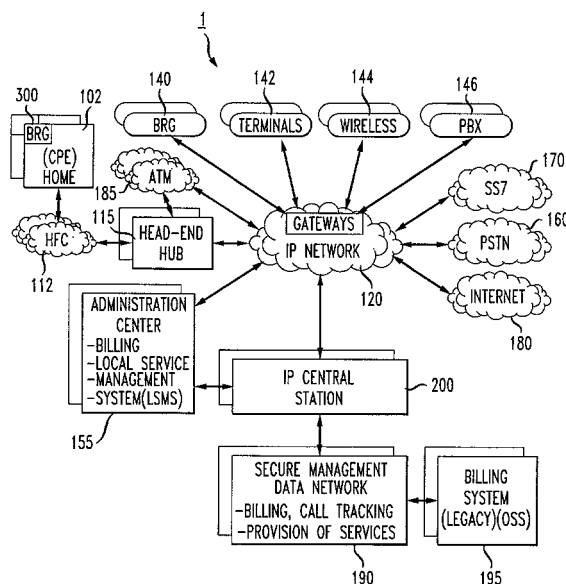 1
140
142
144
146
300
102
BRG
TERMINALS
WIRELESS
PBX
BRG
(CPE)
HOME
185
ATM
170
SS7
115
GATEWAYS
IP NETWORK
160
PSTN
HFC
112
HEAD-END
HUB
120
INTERNET
180
ADMINISTRATION
CENTER
-BILLING
-LOCAL SERVICE
-MANAGEMENT
-SYSTEM(LSMS)
155
IP CENTRAL
STATION
200
SECURE MANAGEMENT
DATA NETWORK
-BILLING, CALL TRACKING
-PROVISION OF SERVICES
190
BILLING
SYSTEM
(LEGACY)(OSS)
195